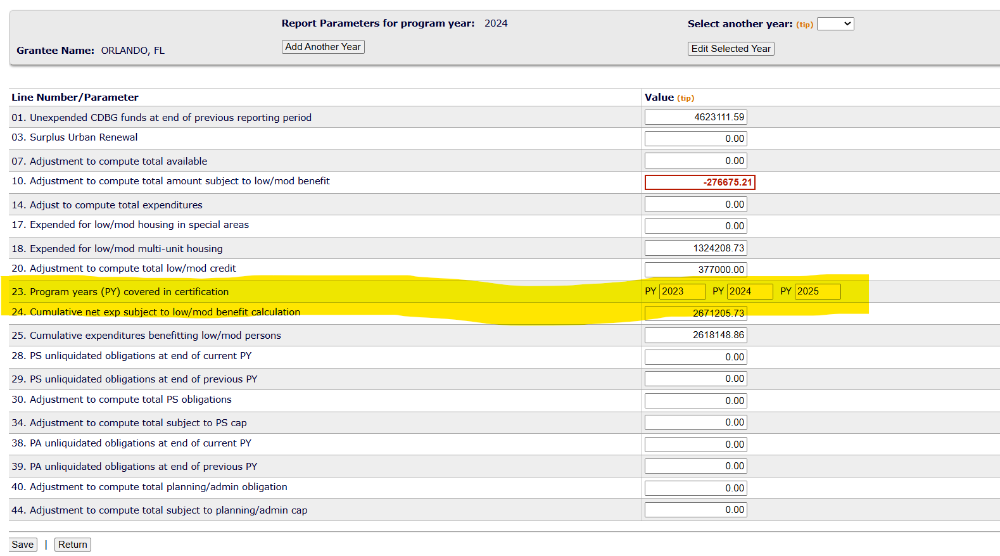 Report Parameters for program year: 2024
Select another year: (tip)
Grantee Name: ORLANDO, FL
Add Another Year
Edit Selected Year
Line Number/Parameter Value (tip)
01. Unexpended CDBG funds at end of previous reporting period 4623111.59
03. Surplus Urban Renewal 0.00
07. Adjustment to compute total available 0.00
10. Adjustment to compute total amount subject to low/mod benefit -276675.21
14. Adjust to compute total expenditures 0.00
17. Expended for low/mod housing in special areas 0.00
18. Expended for low/mod multi-unit housing 1324208.73
20. Adjustment to compute total low/mod credit 377000.00
23. Program years (PY) covered in certification PY 2023 PY 2024 PY 2025
24. Cumulative net exp subject to low/mod benefit calculation 2671205.73
25. Cumulative expenditures benefitting low/mod persons 2618148.86
28. PS unliquidated obligations at end of current PY 0.00
29. PS unliquidated obligations at end of previous PY 0.00
30. Adjustment to compute total PS obligations 0.00
34. Adjustment to compute total subject to PS cap 0.00
38. PA unliquidated obligations at end of current PY 0.00
39. PA unliquidated obligations at end of previous PY 0.00
40. Adjustment to compute total planning/admin obligation 0.00
44. Adjustment to compute total subject to planning/admin cap 0.00
Save | Return